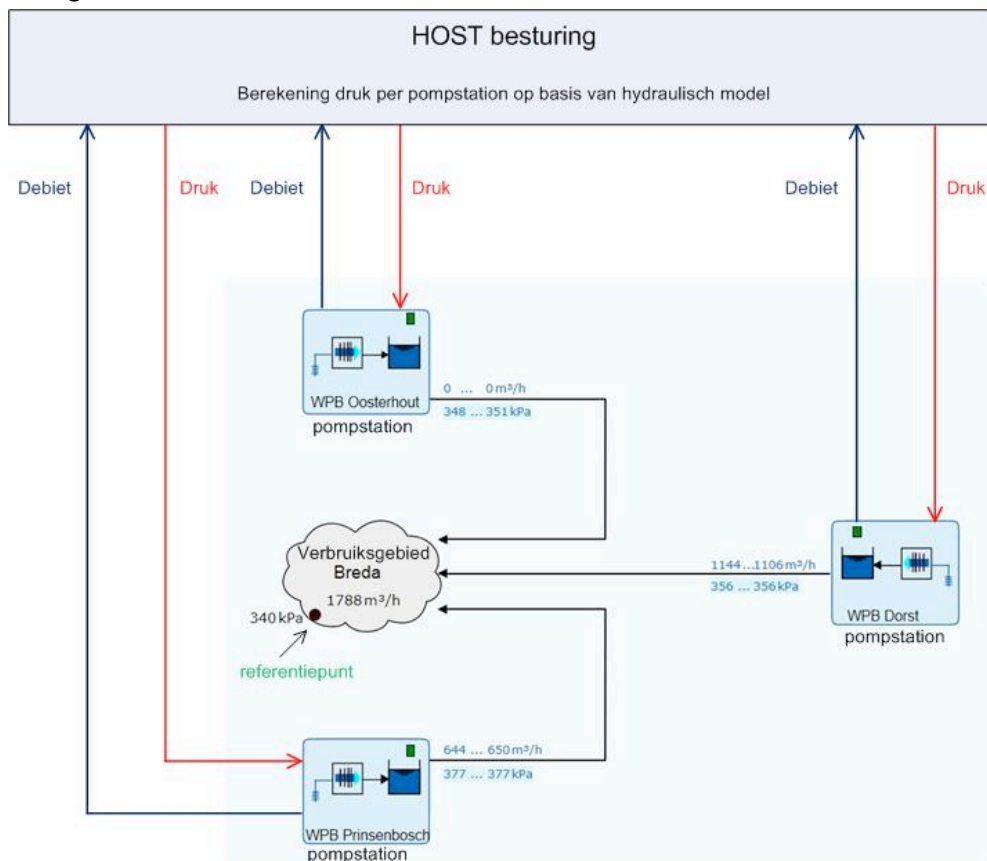 HOST besturing
Berekening druk per pompstation op basis van hydraulisch model
Debiet
Druk
Debiet
Druk
Debiet
Druk
WPB Oosterhout
pompstation
0 ... 0 m³/h
348 ... 351 kPa
Verbruiksgebied
Breda
1788 m³/h
340 kPa
referentiepunt
1144 ...1106 m³/h
356 ... 356 kPa
WPB Dorst
pompstation
644 ... 650 m³/h
377 ... 377 kPa
WPB Prinsenbosch
pompstation